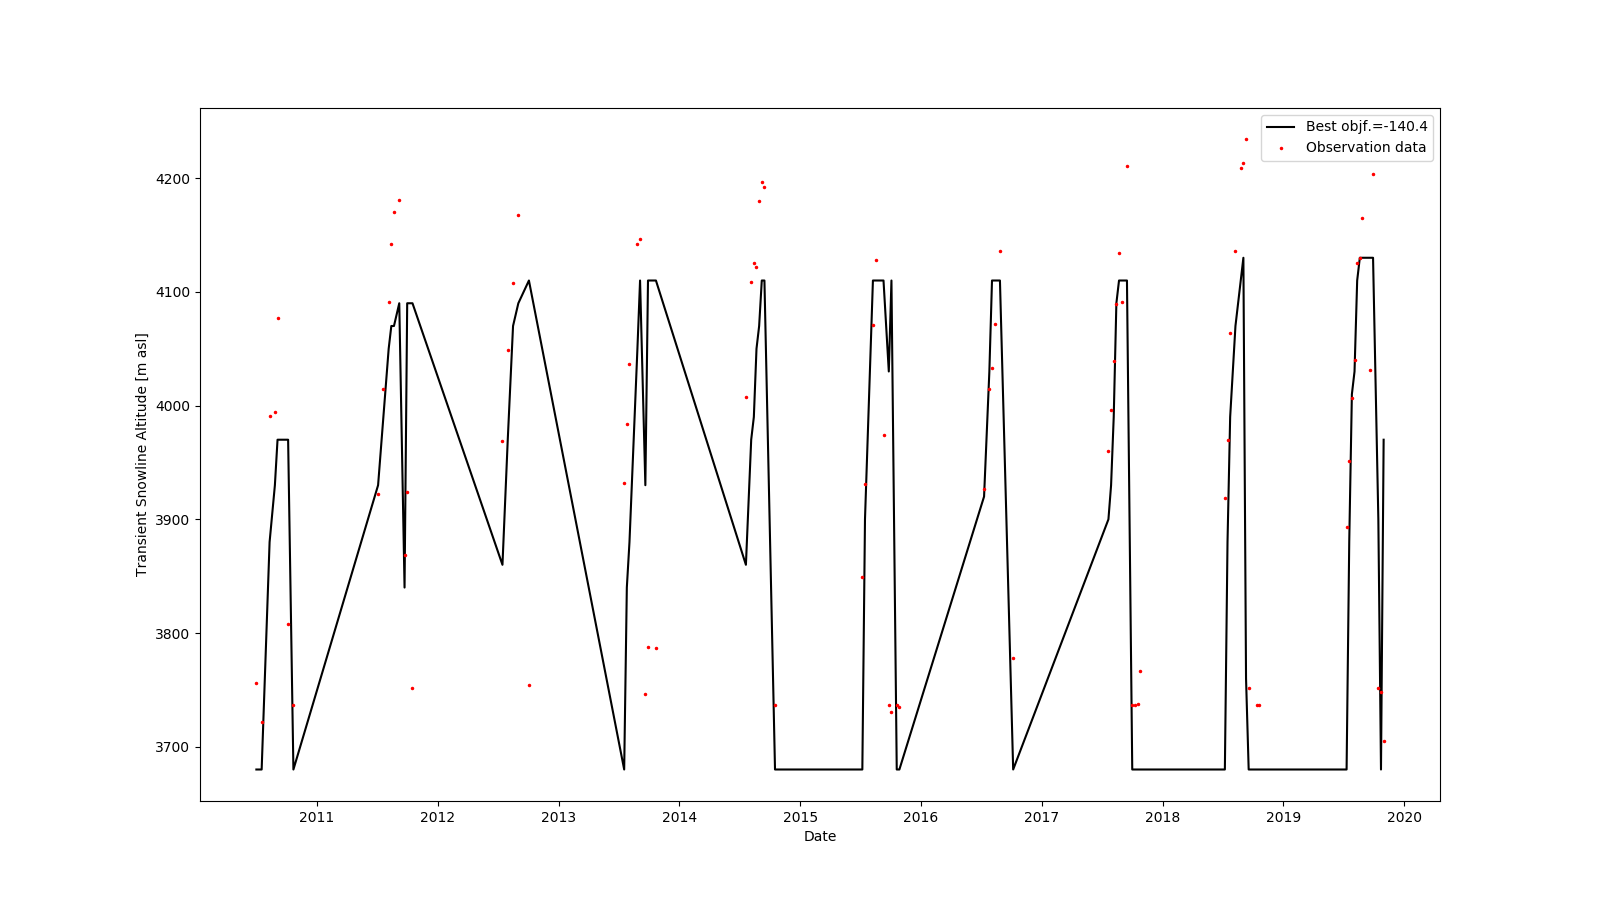 Best objf.=-140.4
Observation data
Transient Snowline Altitude [m asl]
4200
4100
4000
3900
3800
3700
2011 2012 2013 2014 2015 2016 2017 2018 2019 2020
Date